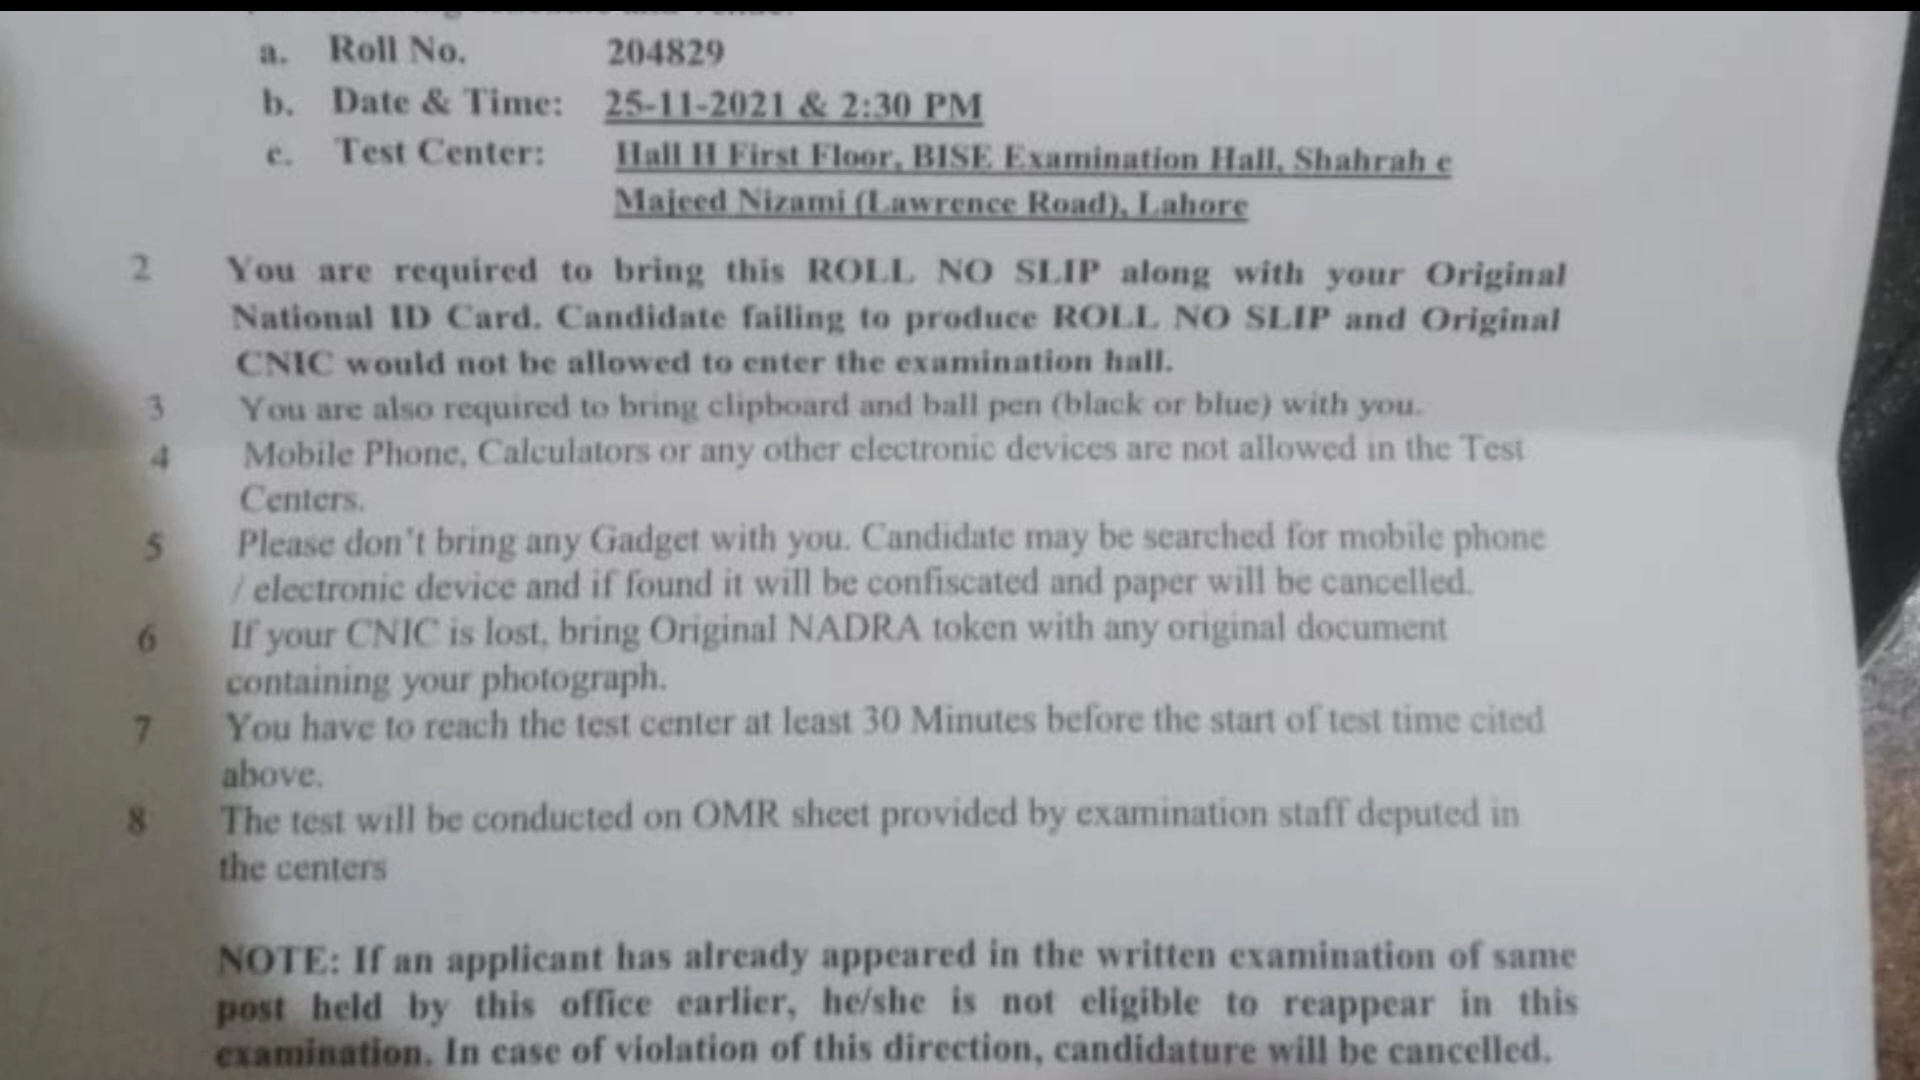 a. Roll No. 204829
b. Date & Time: 25-11-2021 & 2:30 PM
c. Test Center: Hall H First Floor, BISE Examination Hall, Shahrah e
Majeed Nizami (Lawrence Road), Lahore
2 You are required to bring this ROLL NO SLIP along with your Original
National ID Card. Candidate failing to produce ROLL NO SLIP and Original
CNIC would not be allowed to enter the examination hall.
3 You are also required to bring clipboard and ball pen (black or blue) with you.
4 Mobile Phone, Calculators or any other electronic devices are not allowed in the Test
Centers.
5 Please don't bring any Gadget with you. Candidate may be searched for mobile phone
/ electronic device and if found it will be confiscated and paper will be cancelled.
6 If your CNIC is lost, bring Original NADRA token with any original document
containing your photograph.
7 You have to reach the test center at least 30 Minutes before the start of test time cited
above.
8 The test will be conducted on OMR sheet provided by examination staff deputed in
the centers
NOTE: If an applicant has already appeared in the written examination of same
post held by this office earlier, he/she is not eligible to reappear in this
examination. In case of violation of this direction, candidature will be cancelled.